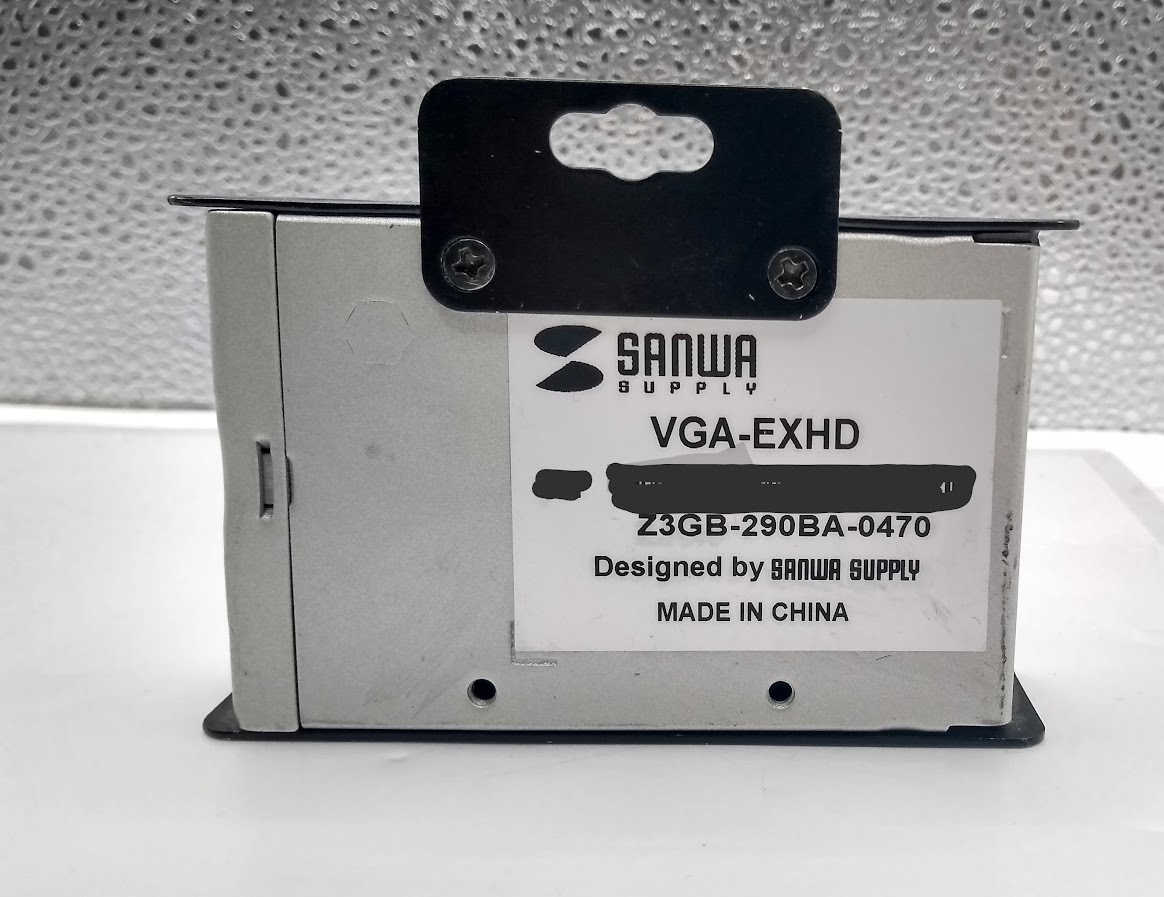 SANWA
SUPPLY
VGA-EXHD
Z3GB-290BA-0470
Designed by SANWA SUPPLY
MADE IN CHINA